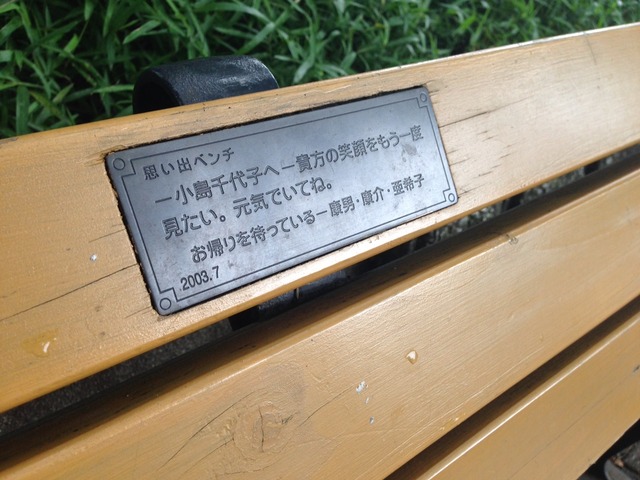 思い出ベンチ
ー小島千代子へー貴方の笑顔をもう一度
見たい。元気でいてね。
お帰りを待っているー康男・康介・亜希子
2003.7